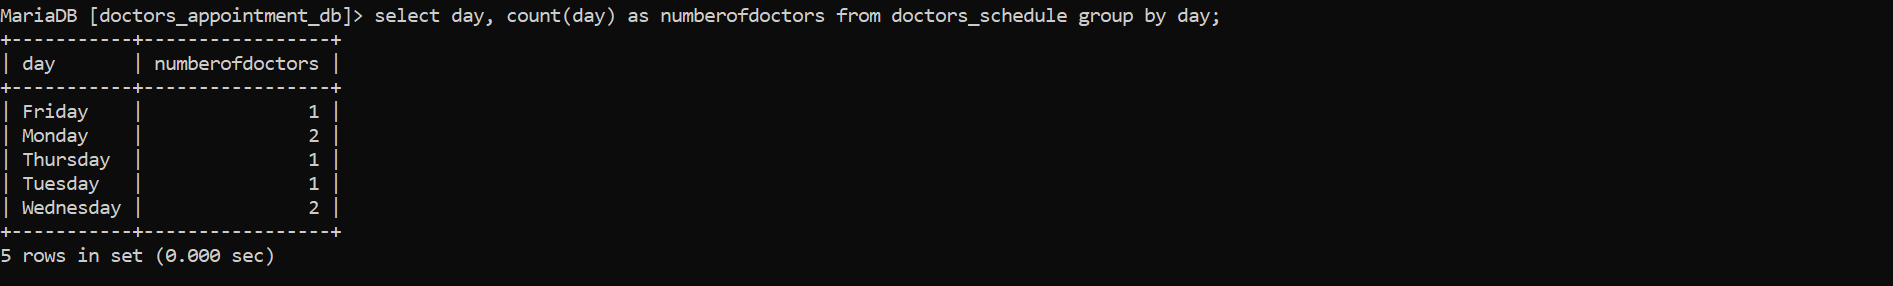 MariaDB [doctors_appointment_db]> select day, count(day) as numberofdoctors from doctors_schedule group by day;
+-----------+-----------------+
| day       | numberofdoctors |
+-----------+-----------------+
| Friday    |               1 |
| Monday    |               2 |
| Thursday  |               1 |
| Tuesday   |               1 |
| Wednesday |               2 |
+-----------+-----------------+
5 rows in set (0.000 sec)